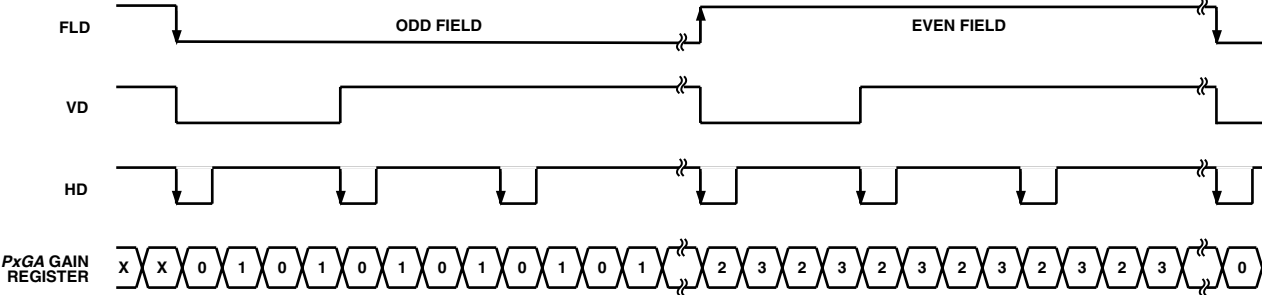 FLD
ODD FIELD
EVEN FIELD
VD
HD
PxGA GAIN
REGISTER
X X 0 1 0 1 0 1 0 1 0 1 0 1 2 3 2 3 2 3 2 3 2 3 2 3 0